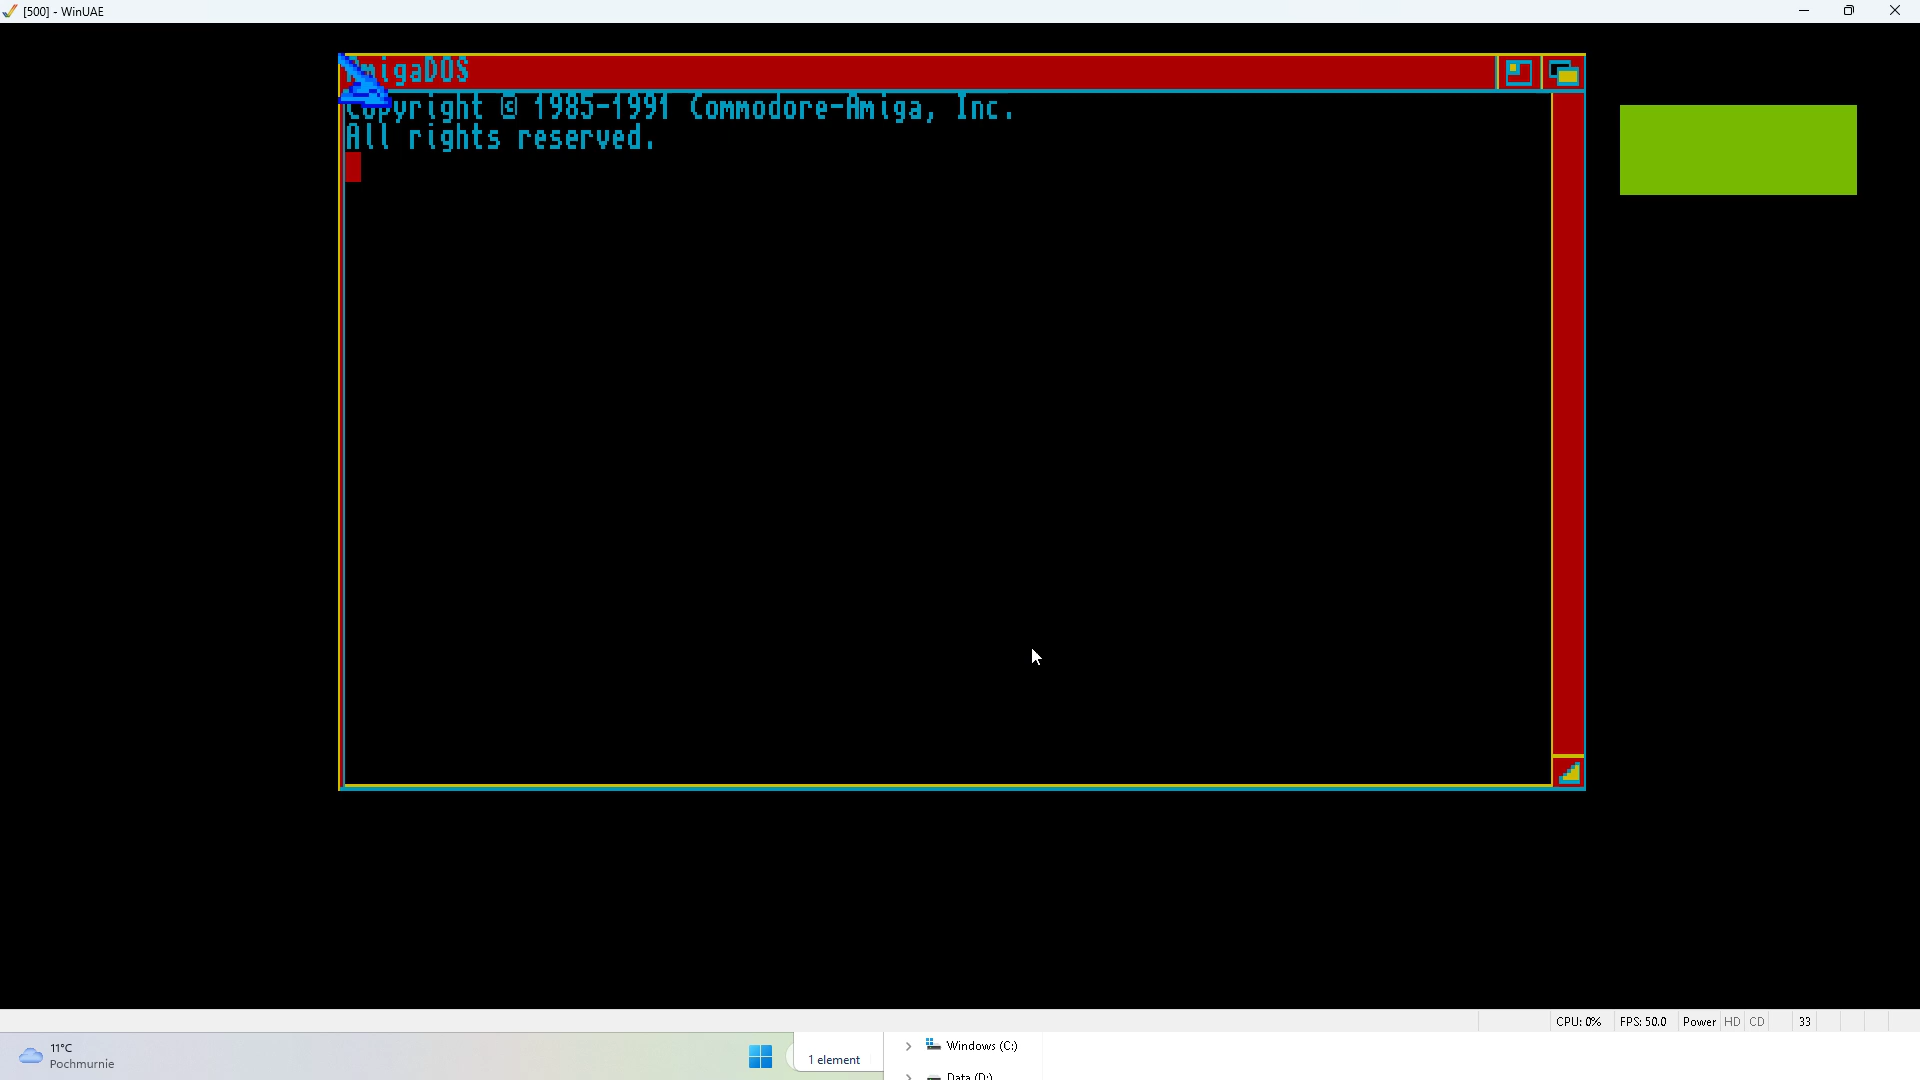 [500] - WinUAE
AmigaDOS
Copyright © 1985-1991 Commodore-Amiga, Inc.
All rights reserved.
CPU: 0% FPS: 50.0 Power HD CD 33
11°C
Pochmurnie
1 element
Windows (C:)
Data (D:)